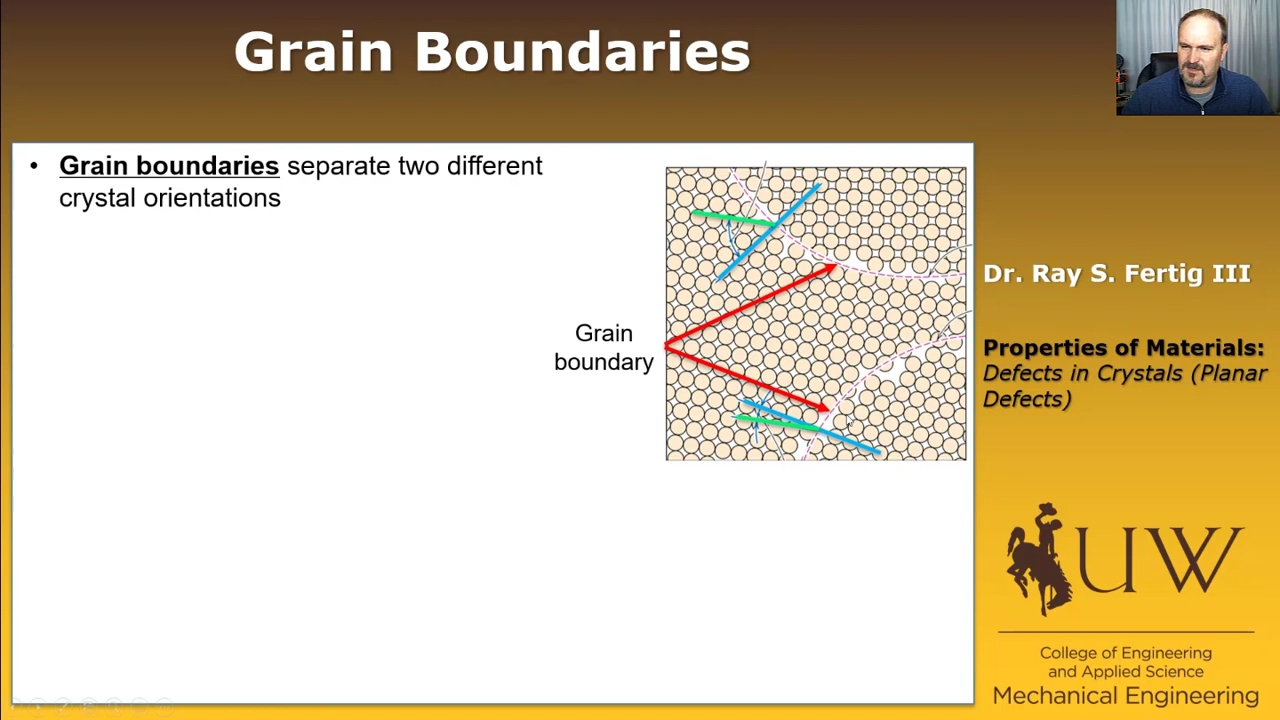 Grain Boundaries
• Grain boundaries separate two different
crystal orientations
Grain
boundary
Dr. Ray S. Fertig III
Properties of Materials:
Defects in Crystals (Planar
Defects)
UW
College of Engineering
and Applied Science
Mechanical Engineering